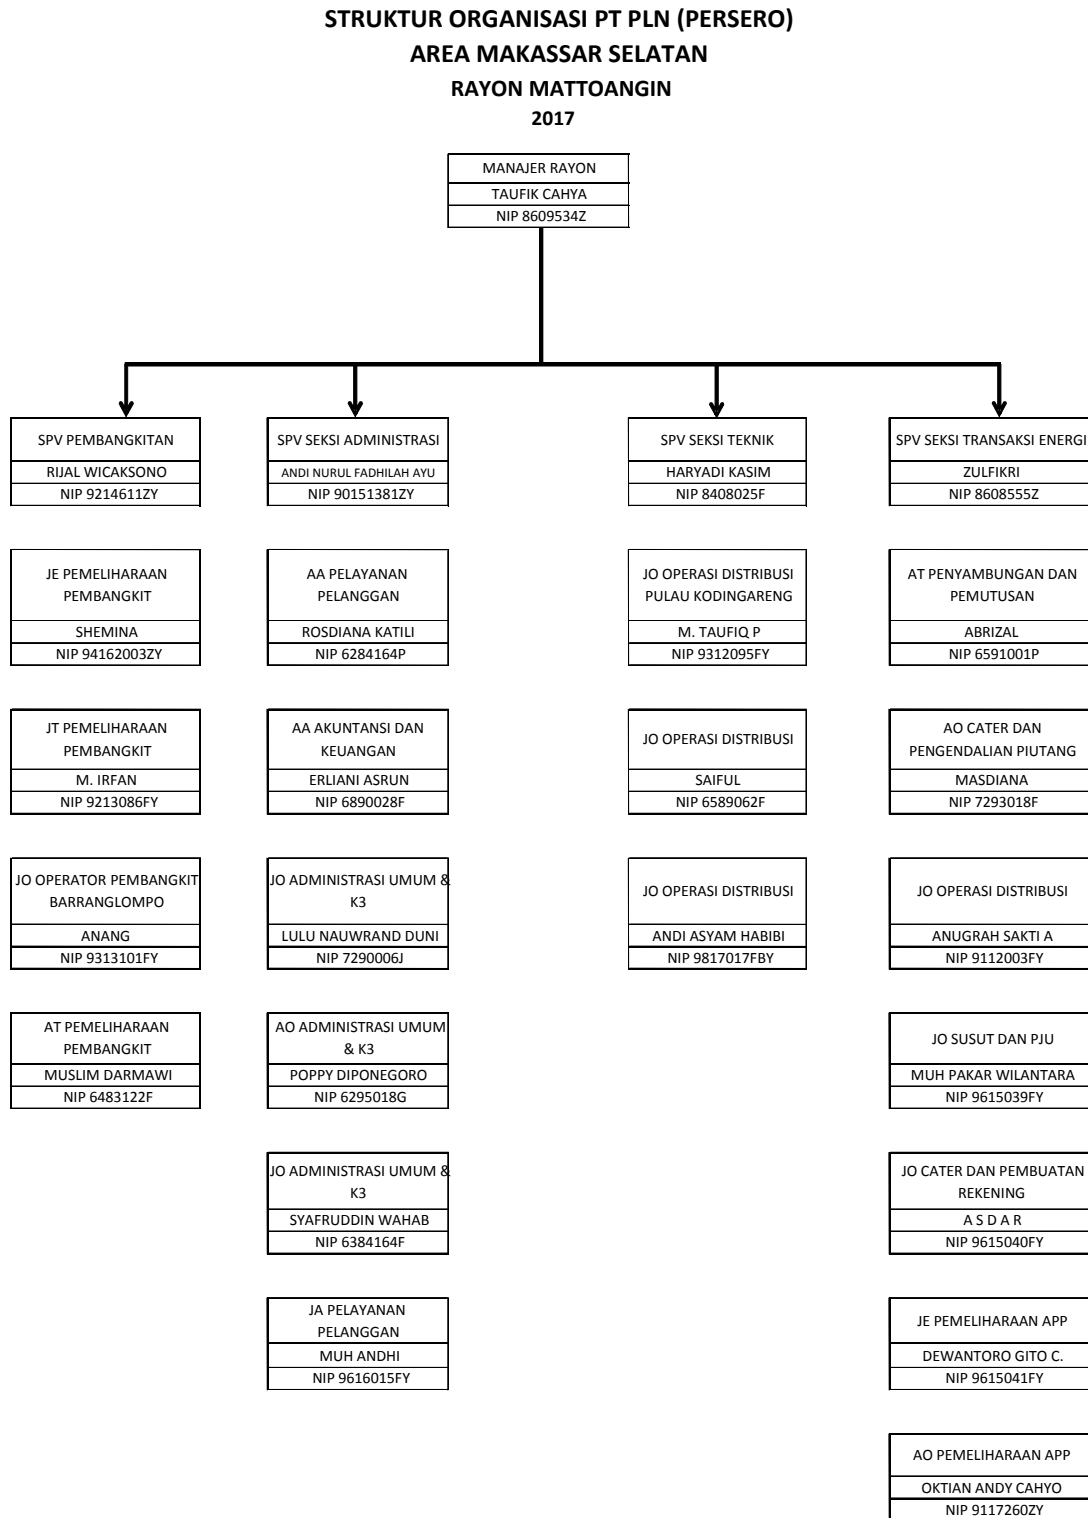 STRUKTUR ORGANISASI PT PLN (PERSERO)
AREA MAKASSAR SELATAN
RAYON MATTOANGIN
2017
MANAJER RAYON
TAUFIK CAHYA
NIP 8609534Z
SPV PEMBANGKITAN
RIJAL WICAKSONO
NIP 9214611ZY
JE PEMELIHARAAN
PEMBANGKIT
SHEMINA
NIP 94162003ZY
JT PEMELIHARAAN
PEMBANGKIT
M. IRFAN
NIP 9213086FY
JO OPERATOR PEMBANGKIT
BARRANGLOMPO
ANANG
NIP 9313101FY
AT PEMELIHARAAN
PEMBANGKIT
MUSLIM DARMAWI
NIP 6483122F
SPV SEKSI ADMINISTRASI
ANDI NURUL FADHILAH AYU
NIP 90151381ZY
AA PELAYANAN
PELANGGAN
ROSDIANA KATILI
NIP 6284164P
AA AKUNTANSI DAN
KEUANGAN
ERLIANI ASRUN
NIP 6890028F
JO ADMINISTRASI UMUM &
K3
LULU NAUWRAND DUNI
NIP 7290006J
AO ADMINISTRASI UMUM
& K3
POPPY DIPONEGORO
NIP 6295018G
JO ADMINISTRASI UMUM &
K3
SYAFRUDDIN WAHAB
NIP 6384164F
JA PELAYANAN
PELANGGAN
MUH ANDHI
NIP 9616015FY
SPV SEKSI TEKNIK
HARYADI KASIM
NIP 8408025F
JO OPERASI DISTRIBUSI
PULAU KODINGARENG
M. TAUFIQ P
NIP 9312095FY
JO OPERASI DISTRIBUSI
SAIFUL
NIP 6589062F
JO OPERASI DISTRIBUSI
ANDI ASYAM HABIBI
NIP 9817017FBY
SPV SEKSI TRANSAKSI ENERGI
ZULFIKRI
NIP 8608555Z
AT PENYAMBUNGAN DAN
PEMUTUSAN
ABRIZAL
NIP 6591001P
AO CATER DAN
PENGENDALIAN PIUTANG
MASDIANA
NIP 7293018F
JO OPERASI DISTRIBUSI
ANUGRAH SAKTI A
NIP 9112003FY
JO SUSUT DAN PJU
MUH PAKAR WILANTARA
NIP 9615039FY
JO CATER DAN PEMBUATAN
REKENING
A S D A R
NIP 9615040FY
JE PEMELIHARAAN APP
DEWANTORO GITO C.
NIP 9615041FY
AO PEMELIHARAAN APP
OKTIAN ANDY CAHYO
NIP 9117260ZY